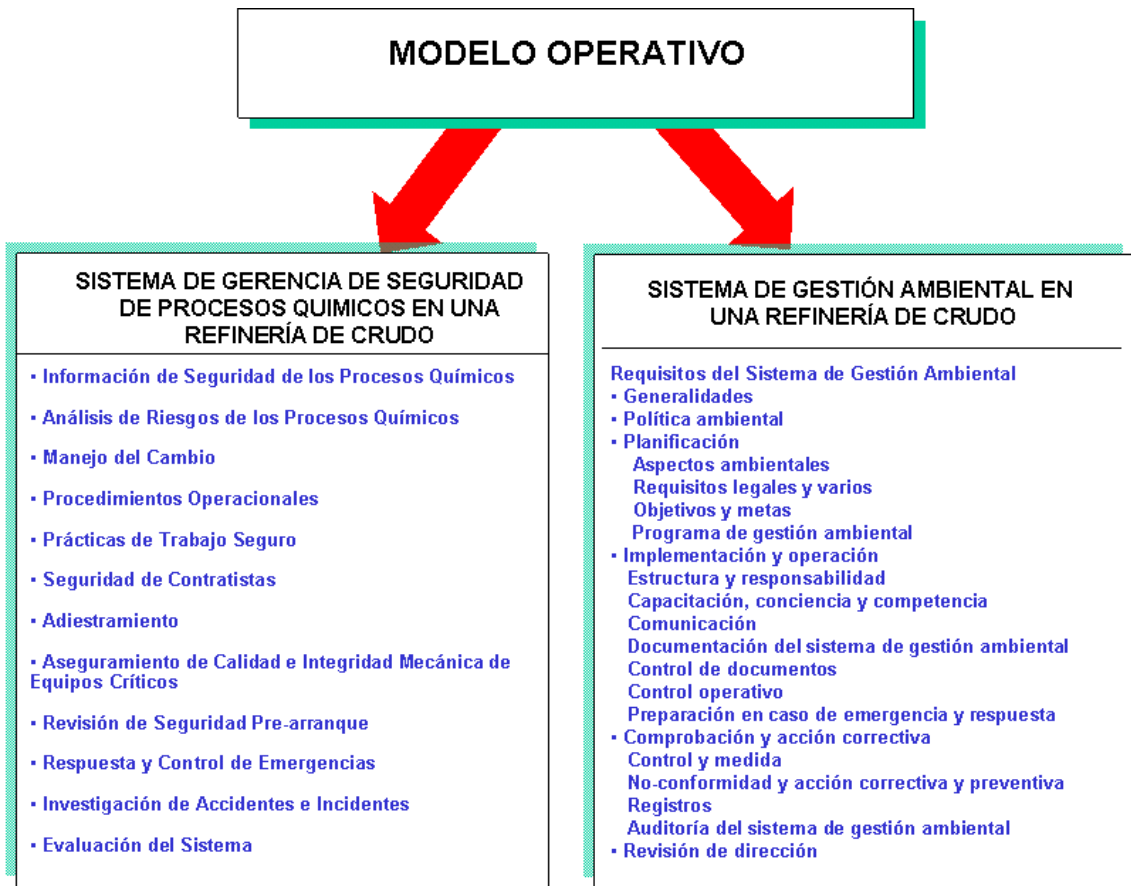 MODELO OPERATIVO
SISTEMA DE GERENCIA DE SEGURIDAD
DE PROCESOS QUIMICOS EN UNA
REFINERÍA DE CRUDO
▪ Información de Seguridad de los Procesos Químicos
▪ Análisis de Riesgos de los Procesos Químicos
▪ Manejo del Cambio
▪ Procedimientos Operacionales
▪ Prácticas de Trabajo Seguro
▪ Seguridad de Contratistas
▪ Adiestramiento
▪ Aseguramiento de Calidad e Integridad Mecánica de
Equipos Críticos
▪ Revisión de Seguridad Pre-arranque
▪ Respuesta y Control de Emergencias
▪ Investigación de Accidentes e Incidentes
▪ Evaluación del Sistema
SISTEMA DE GESTIÓN AMBIENTAL EN
UNA REFINERÍA DE CRUDO
Requisitos del Sistema de Gestión Ambiental
▪ Generalidades
▪ Política ambiental
▪ Planificación
Aspectos ambientales
Requisitos legales y varios
Objetivos y metas
Programa de gestión ambiental
▪ Implementación y operación
Estructura y responsabilidad
Capacitación, conciencia y competencia
Comunicación
Documentación del sistema de gestión ambiental
Control de documentos
Control operativo
Preparación en caso de emergencia y respuesta
▪ Comprobación y acción correctiva
Control y medida
No-conformidad y acción correctiva y preventiva
Registros
Auditoría del sistema de gestión ambiental
▪ Revisión de dirección